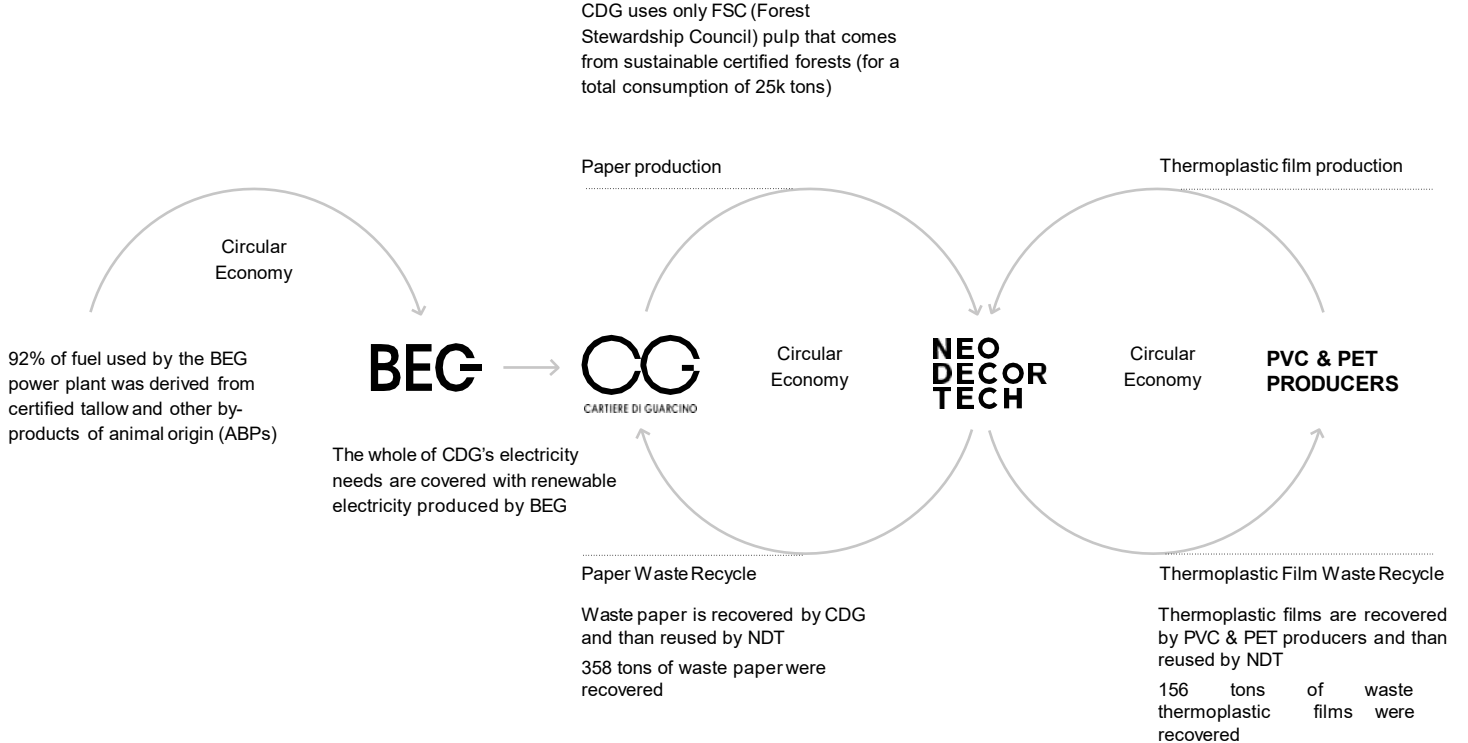 CDG uses only FSC (Forest
Stewardship Council) pulp that comes
from sustainable certified forests (for a
total consumption of 25k tons)
Paper production
Thermoplastic film production
Circular
Economy
92% of fuel used by the BEG
power plant was derived from
certified tallow and other by-
products of animal origin (ABPs)
BEG
The whole of CDG's electricity
needs are covered with renewable
electricity produced by BEG
CG
CARTIERE DI GUARCINO
Circular
Economy
NEO
DECOR
TECH
Circular
Economy
PVC & PET
PRODUCERS
Paper Waste Recycle
Waste paper is recovered by CDG
and than reused by NDT
358 tons of waste paper were
recovered
Thermoplastic Film Waste Recycle
Thermoplastic films are recovered
by PVC & PET producers and than
reused by NDT
156 tons of waste
thermoplastic films were
recovered